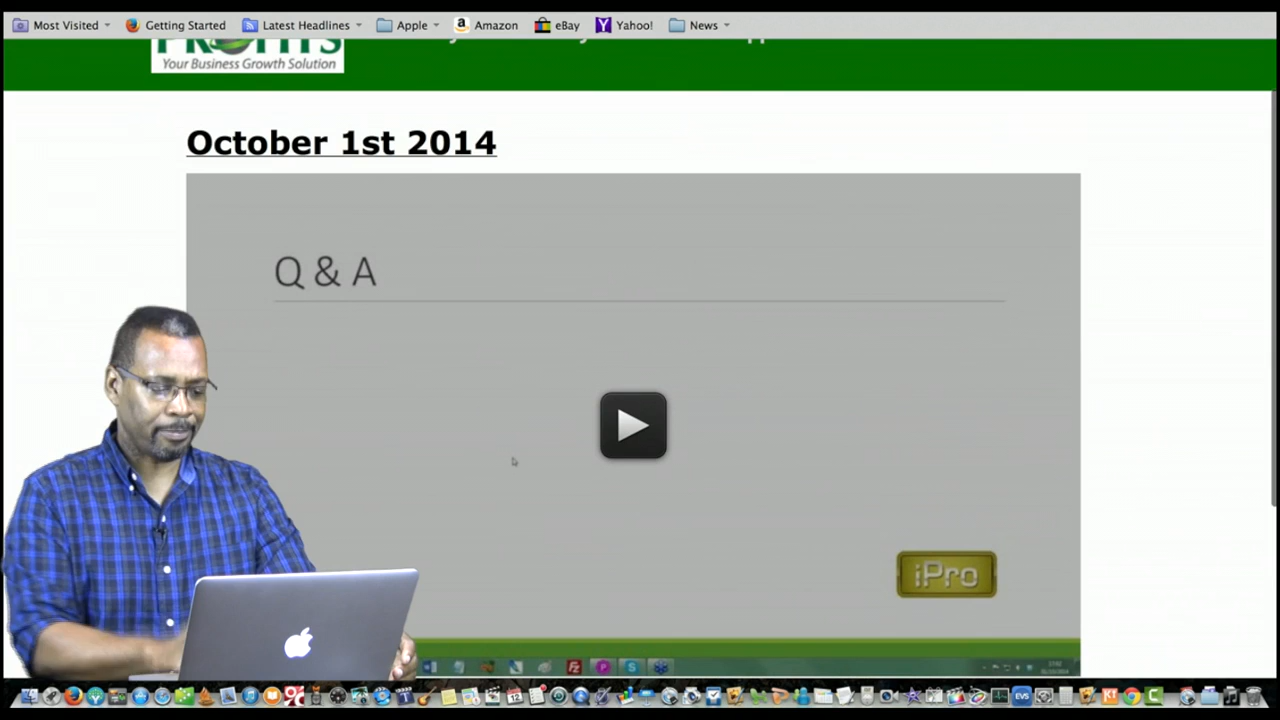 Most Visited Getting Started Latest Headlines Apple Amazon eBay Yahoo! News
PROFITS
Your Business Growth Solution
October 1st 2014
Q & A
iPro